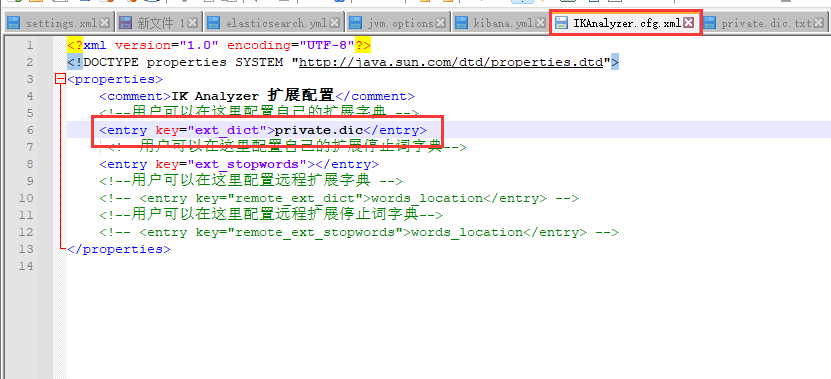 settings.xml 新文件 1 elasticsearch.yml jvm.options kibana.yml IKAnalyzer.cfg.xml private.dic.txt
1 <?xml version="1.0" encoding="UTF-8"?>
2 <!DOCTYPE properties SYSTEM "http://java.sun.com/dtd/properties.dtd">
3 <properties>
4 <comment>IK Analyzer 扩展配置</comment>
5 <!--用户可以在这里配置自己的扩展字典 -->
6 <entry key="ext_dict">private.dic</entry>
7 <!--用户可以在这里配置自己的扩展停止词字典-->
8 <entry key="ext_stopwords"></entry>
9 <!--用户可以在这里配置远程扩展字典 -->
10 <!-- <entry key="remote_ext_dict">words_location</entry> -->
11 <!--用户可以在这里配置远程扩展停止词字典-->
12 <!-- <entry key="remote_ext_stopwords">words_location</entry> -->
13 </properties>
14